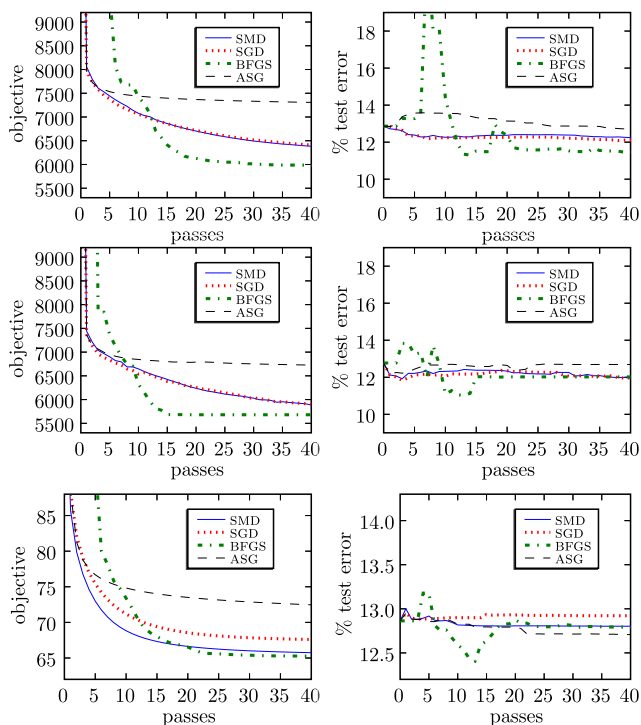 objective
9000
8500
8000
7500
7000
6500
6000
5500
0 5 10 15 20 25 30 35 40
passes
SMD
SGD
BFGS
ASG
% test error
18
16
14
12
10
0 5 10 15 20 25 30 35 40
passes
SMD
SGD
BFGS
ASG
objective
9000
8500
8000
7500
7000
6500
6000
5500
0 5 10 15 20 25 30 35 40
passes
SMD
SGD
BFGS
ASG
% test error
18
16
14
12
10
0 5 10 15 20 25 30 35 40
passes
SMD
SGD
BFGS
ASG
objective
85
80
75
70
65
0 5 10 15 20 25 30 35 40
passes
SMD
SGD
BFGS
ASG
% test error
14.0
13.5
13.0
12.5
0 5 10 15 20 25 30 35 40
passes
SMD
SGD
BFGS
ASG